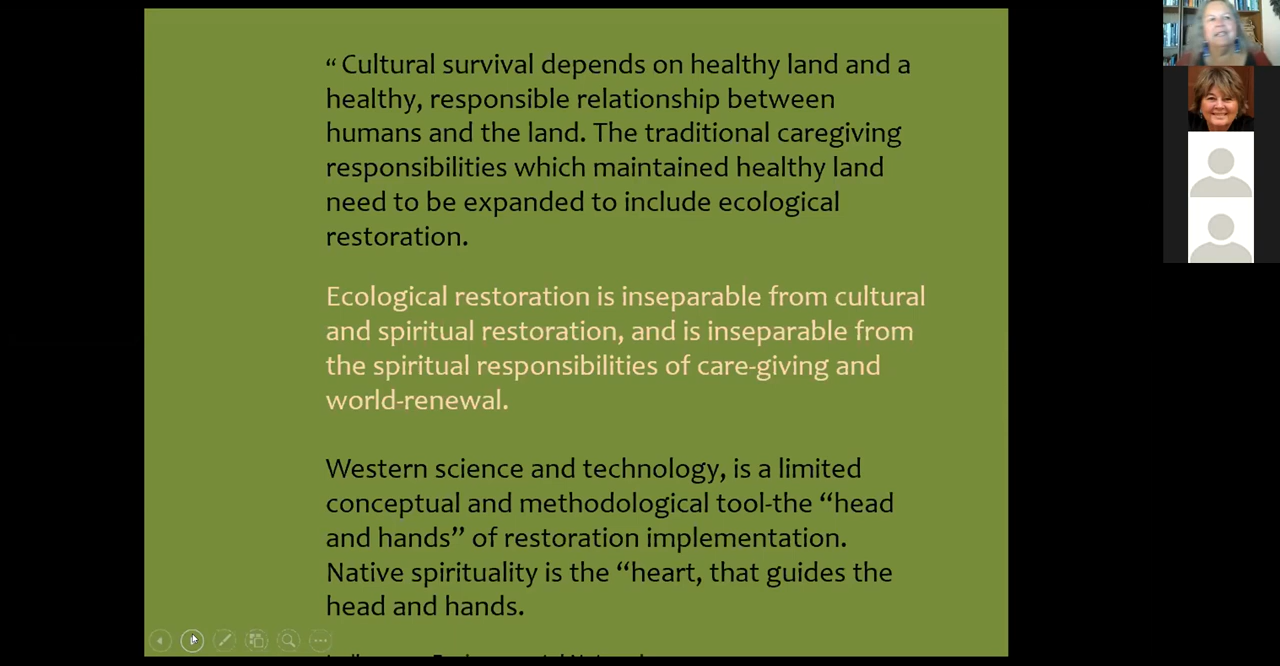 “ Cultural survival depends on healthy land and a
healthy, responsible relationship between
humans and the land. The traditional caregiving
responsibilities which maintained healthy land
need to be expanded to include ecological
restoration.
Ecological restoration is inseparable from cultural
and spiritual restoration, and is inseparable from
the spiritual responsibilities of care-giving and
world-renewal.
Western science and technology, is a limited
conceptual and methodological tool-the “head
and hands” of restoration implementation.
Native spirituality is the “heart, that guides the
head and hands.